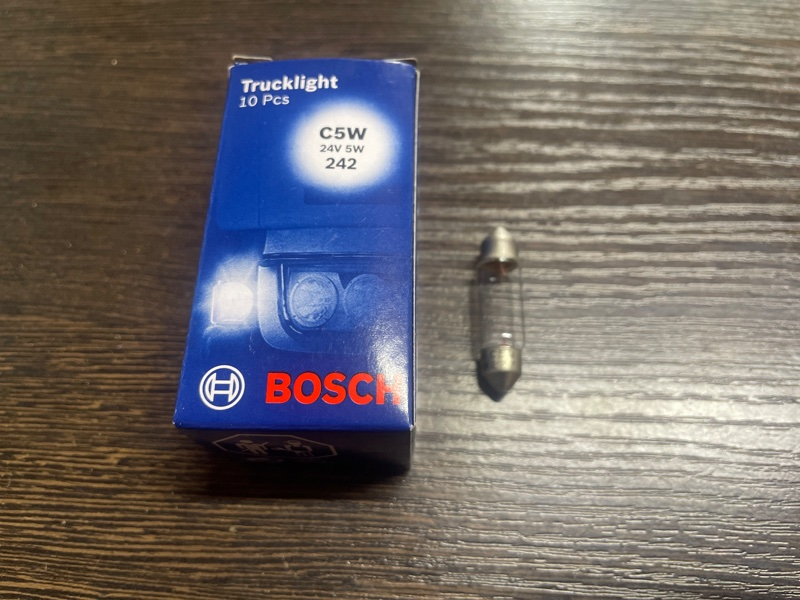 Trucklight
10 Pcs
C5W
24V 5W
242
BOSCH